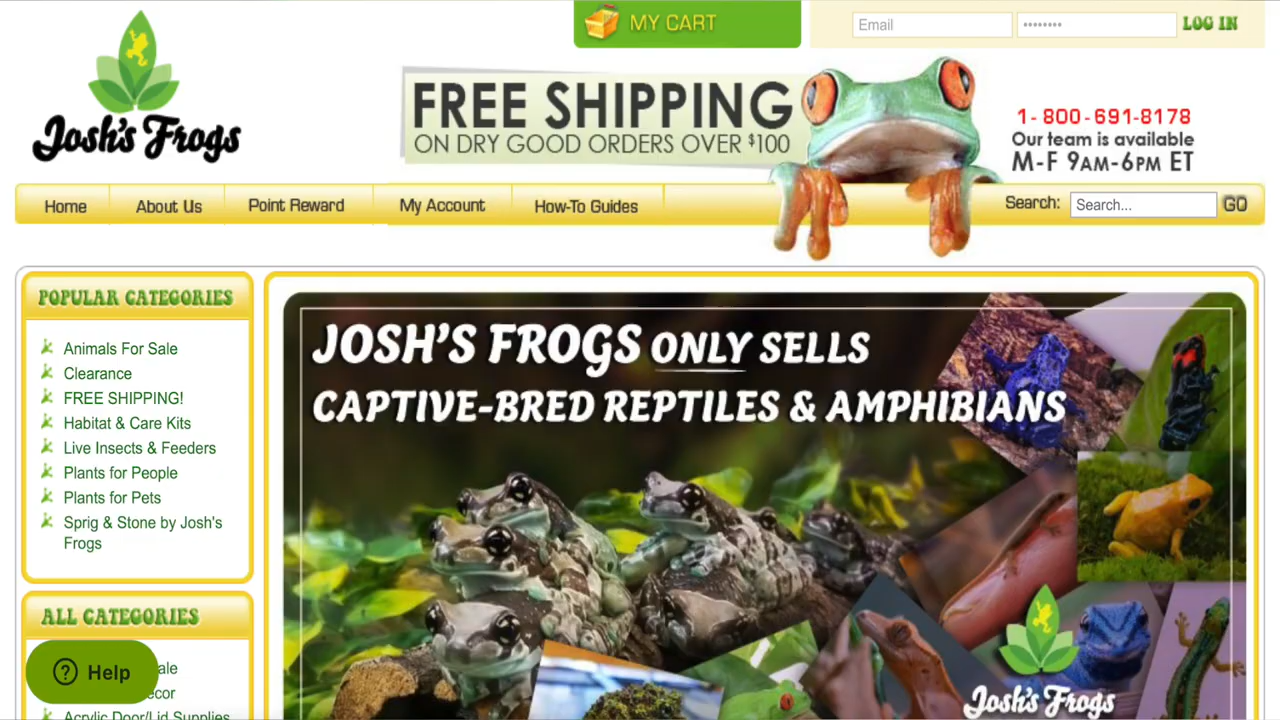 MY CART
Email
••••••••
LOG IN
Josh's Frogs
FREE SHIPPING
ON DRY GOOD ORDERS OVER $100
1-800-691-8178
Our team is available
M-F 9AM-6PM ET
Home
About Us
Point Reward
My Account
How-To Guides
Search:
Search...
GO
POPULAR CATEGORIES
Animals For Sale
Clearance
FREE SHIPPING!
Habitat & Care Kits
Live Insects & Feeders
Plants for People
Plants for Pets
Sprig & Stone by Josh's
Frogs
ALL CATEGORIES
Help
Acrylic Door/Lid Supplies
JOSH'S FROGS ONLY SELLS
CAPTIVE-BRED REPTILES & AMPHIBIANS
Josh's Frogs